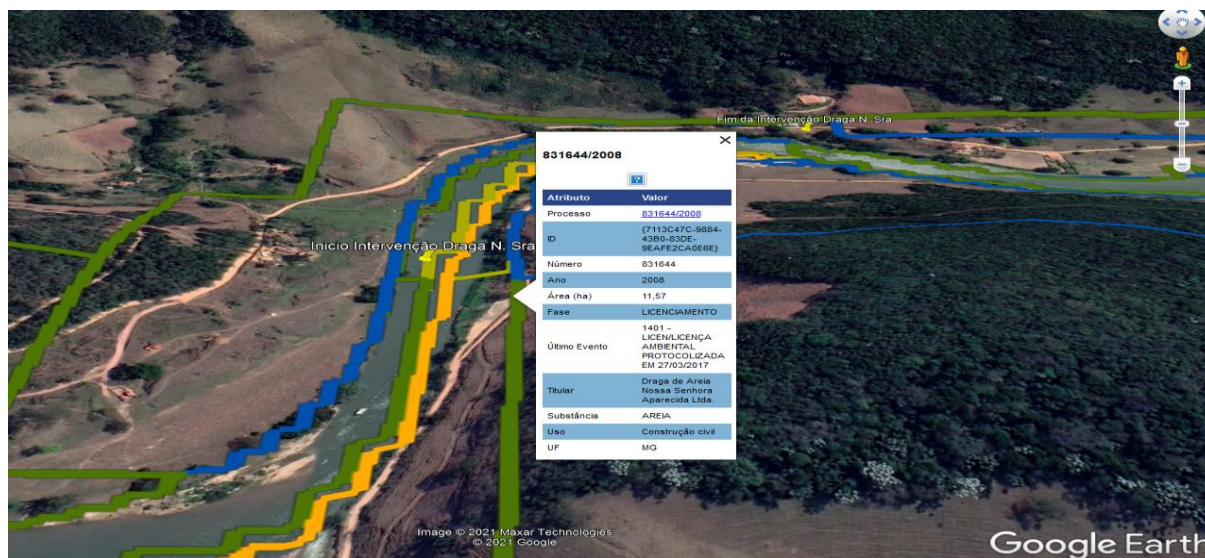 Fim da Intervenção Draga N. Sra
831644/2008
Atributo Valor
Processo 831644/2008
ID {7113C47C-9884-
43B0-83DE-
9EAFE2CA0E6E}
Número 831644
Ano 2008
Área (ha) 11,57
Fase LICENCIAMENTO
Último Evento 1401 -
LICEN/LICENÇA
AMBIENTAL
PROTOCOLIZADA
EM 27/03/2017
Titular Draga de Areia
Nossa Senhora
Aparecida Ltda.
Substância AREIA
Uso Construção civil
UF MG
Inicio Intervenção Draga N. Sra
Image © 2021 Maxar Technologies
© 2021 Google
Google Earth